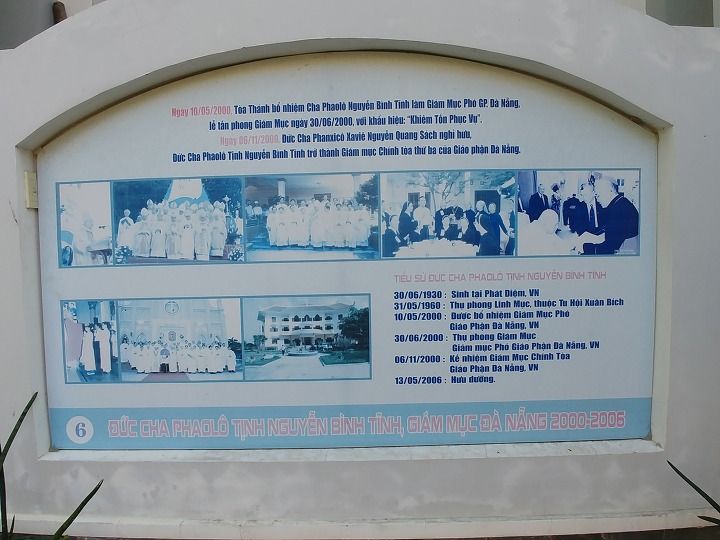 Ngày 10/05/2000, Tòa Thánh bổ nhiệm Cha Phaolô Nguyễn Bình Tĩnh làm Giám Mục Phó GP. Đà Nẵng,
lễ tấn phong Giám Mục ngày 30/06/2000, với khẩu hiệu: "Khiêm Tốn Phục Vụ".
Ngày 06/11/2000, Đức Cha Phanxicô Xaviê Nguyễn Quang Sách nghỉ hưu,
Đức Cha Phaolô Tịnh Nguyễn Bình Tĩnh trở thành Giám mục Chính tòa thứ ba của Giáo phận Đà Nẵng.
TIỂU SỬ ĐỨC CHA PHAOLÔ TỊNH NGUYỄN BÌNH TĨNH
30/06/1930 : Sinh tại Phát Diệm, VN
31/05/1960 : Thụ phong Linh Mục, thuộc Tu Hội Xuân Bích
10/05/2000 : Được bổ nhiệm Giám Mục Phó
Giáo Phận Đà Nẵng, VN
30/06/2000 : Thụ phong Giám Mục
Giám mục Phó Giáo Phận Đà Nẵng, VN
06/11/2000 : Kế nhiệm Giám Mục Chính Tòa
Giáo Phận Đà Nẵng, VN
13/05/2006 : Hưu dưỡng.
6 ĐỨC CHA PHAOLÔ TỊNH NGUYỄN BÌNH TĨNH, GIÁM MỤC ĐÀ NẴNG 2000-2006